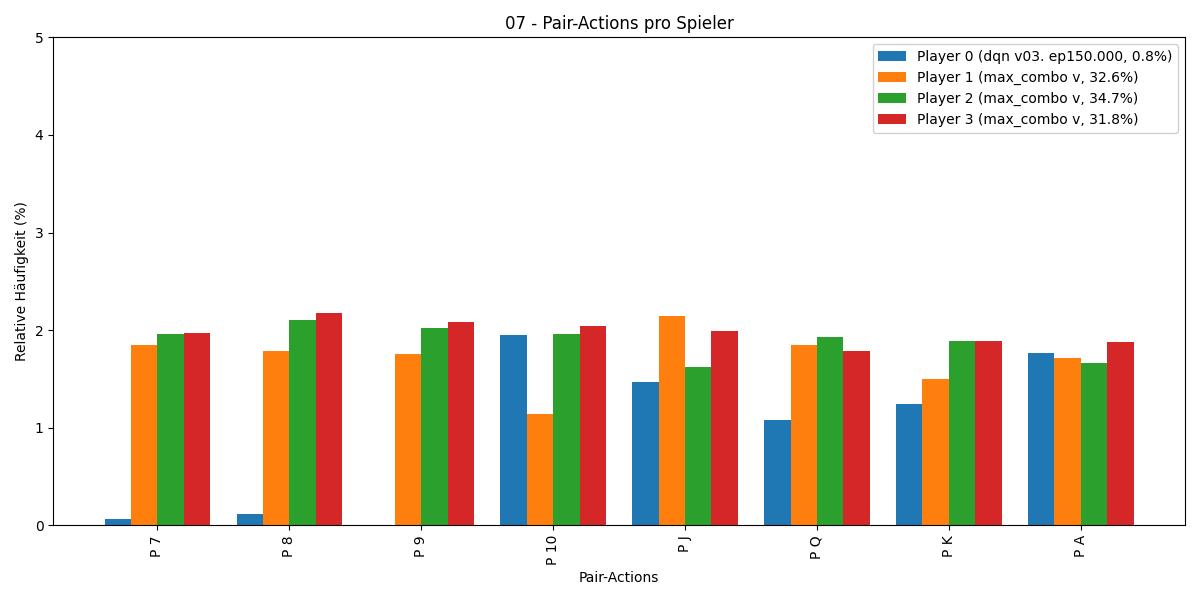 07 - Pair-Actions pro Spieler
Player 0 (dqn v03. ep150.000, 0.8%)
Player 1 (max_combo v, 32.6%)
Player 2 (max_combo v, 34.7%)
Player 3 (max_combo v, 31.8%)
Relative Häufigkeit (%)
5
4
3
2
1
0
P 7
P 8
P 9
P 10
P J
P Q
P K
P A
Pair-Actions